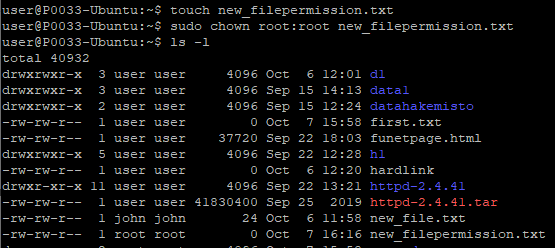 user@P0033-Ubuntu:~$ touch new_filepermission.txt
user@P0033-Ubuntu:~$ sudo chown root:root new_filepermission.txt
user@P0033-Ubuntu:~$ ls -l
total 40932
drwxrwxr-x  3 user user     4096 Oct  6 12:01 dl
drwxrwxr-x  3 user user     4096 Sep 15 14:13 data1
drwxrwxr-x  2 user user     4096 Sep 15 12:24 datahakemisto
-rw-rw-r--  1 user user        0 Oct  7 15:58 first.txt
-rw-rw-r--  1 user user    37720 Sep 22 18:03 funetpage.html
drwxrwxr-x  5 user user     4096 Sep 22 12:28 hl
-rw-rw-r--  1 user user        0 Oct  6 12:20 hardlink
drwxrwxr-x 11 user user     4096 Sep 22 13:21 httpd-2.4.41
-rw-rw-r--  1 user user 41830400 Sep 25  2019 httpd-2.4.41.tar
-rw-rw-r--  1 john john       24 Oct  6 11:58 new_file.txt
-rw-rw-r--  1 root root        0 Oct  7 16:16 new_filepermission.txt